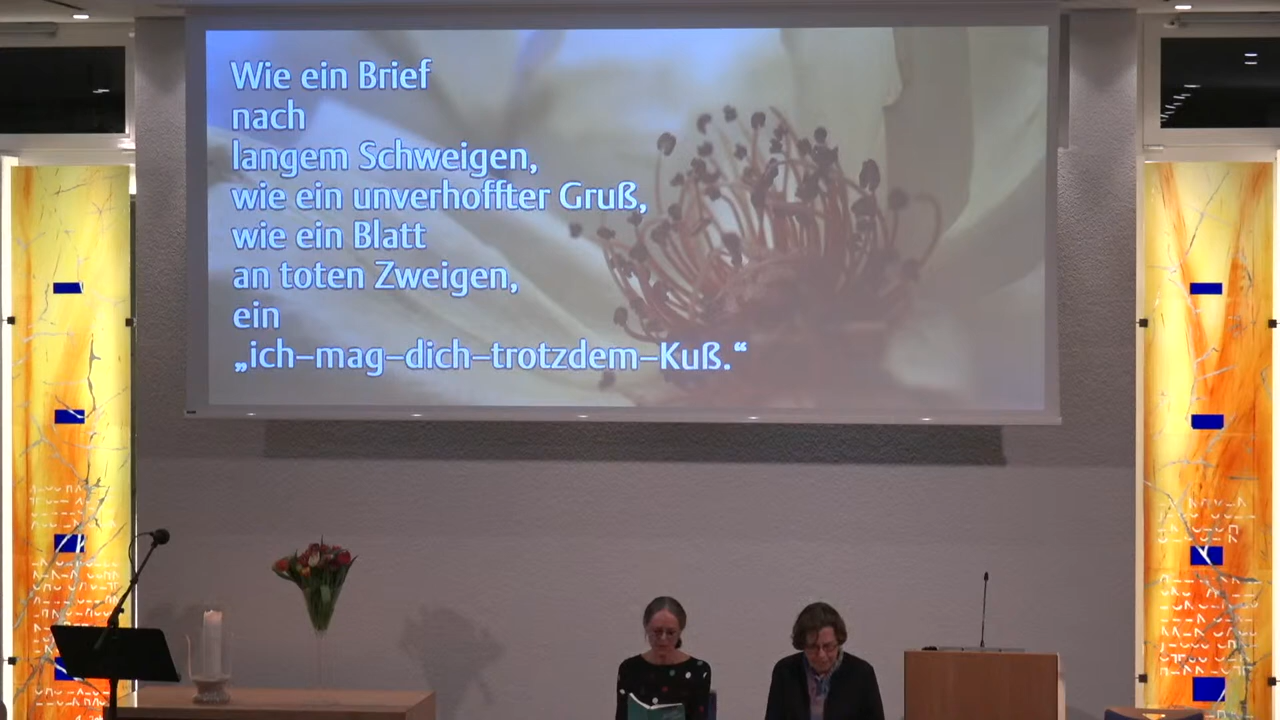 Wie ein Brief
nach
langem Schweigen,
wie ein unverhoffter Gruß,
wie ein Blatt
an toten Zweigen,
ein
„ich–mag–dich–trotzdem–Kuß.“